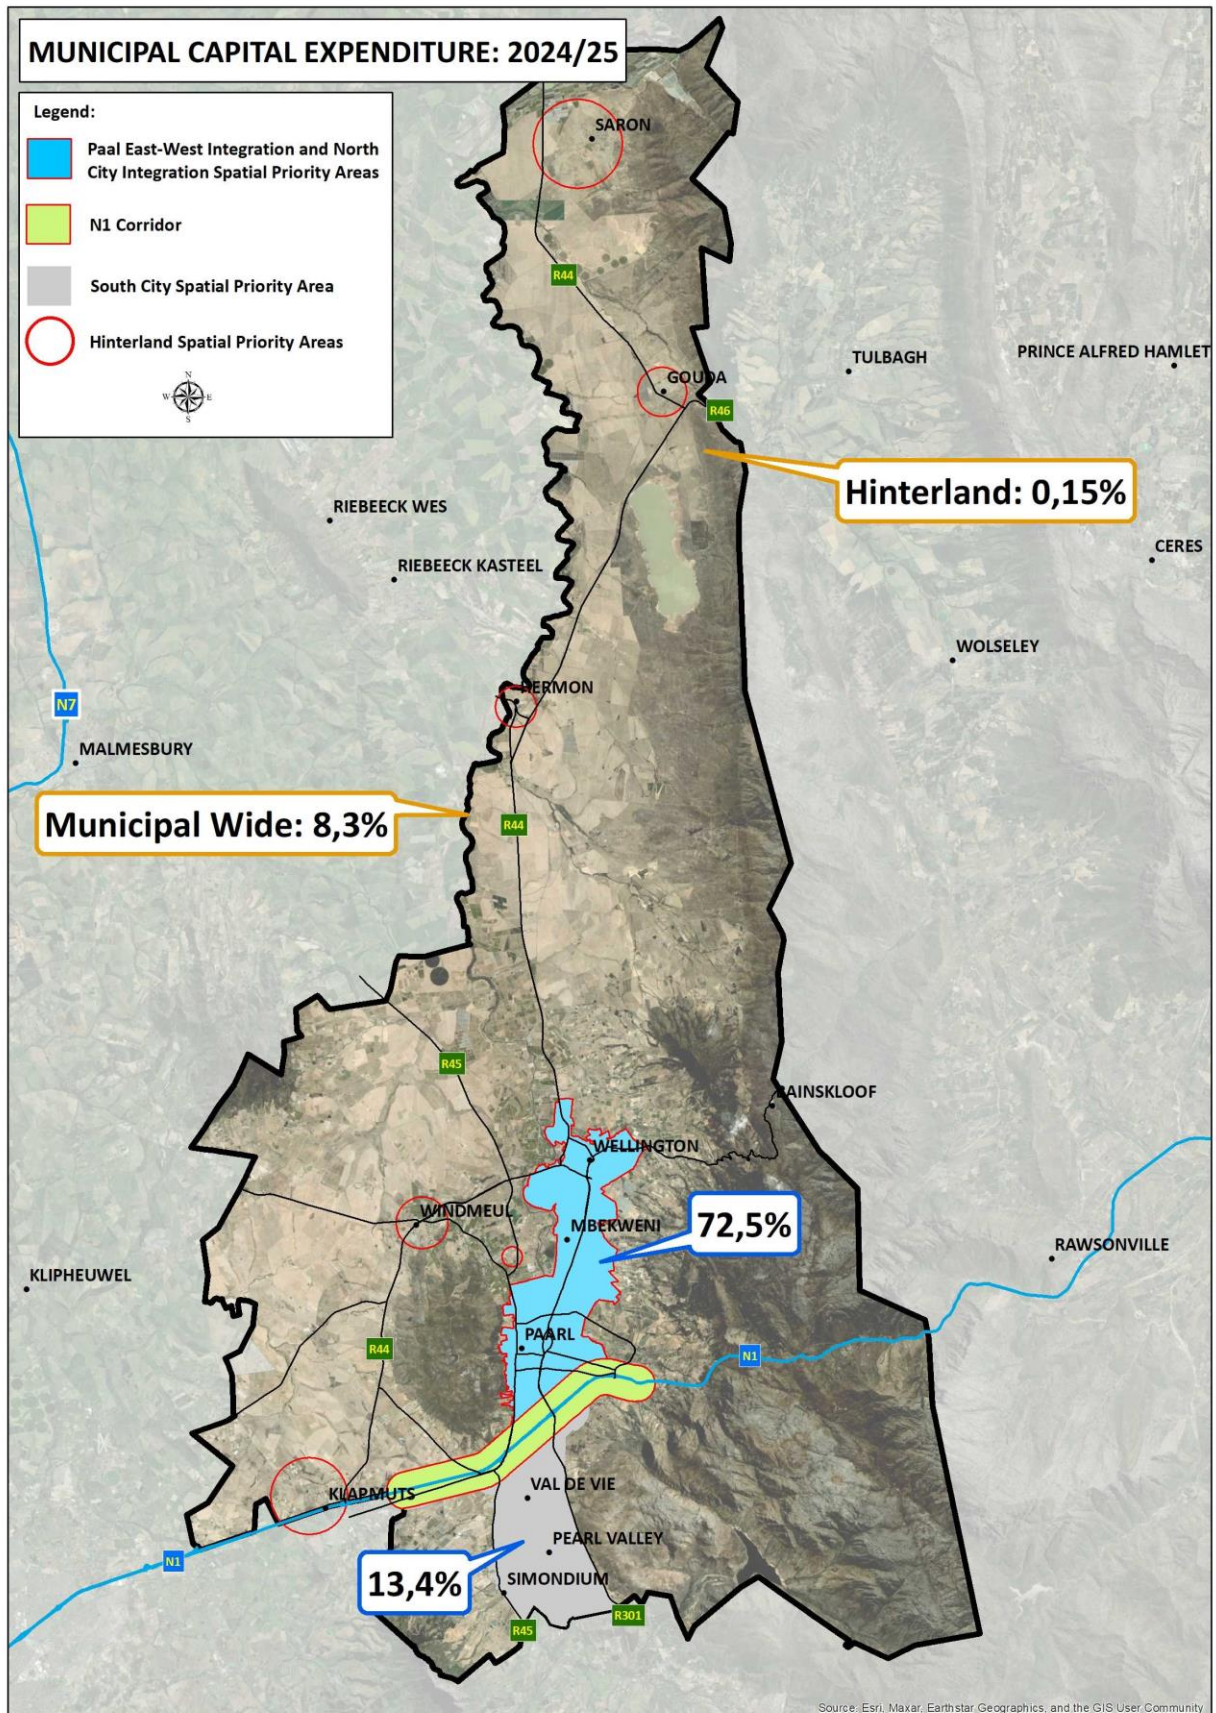 MUNICIPAL CAPITAL EXPENDITURE: 2024/25
Legend:
Paal East-West Integration and North
City Integration Spatial Priority Areas
N1 Corridor
South City Spatial Priority Area
Hinterland Spatial Priority Areas
N
W
E
S
SARON
R44
TULBAGH
PRINCE ALFRED HAMLET
GOUDA
R46
Hinterland: 0,15%
RIEBEECK WES
CERES
RIEBEECK KASTEEL
WOLSELEY
HERMON
N7
MALMESBURY
Municipal Wide: 8,3%
R44
R45
BAINSKLOOF
WELLINGTON
WINDMEUL
MBEKWENI
72,5%
RAWSONVILLE
KLIPHEUWEL
PAARL
R44
N1
VAL DE VIE
KLAPMUTS
PEARL VALLEY
N1
13,4%
SIMONDIUM
R301
R45
Source: Esri, Maxar, Earthstar Geographics, and the GIS User Community